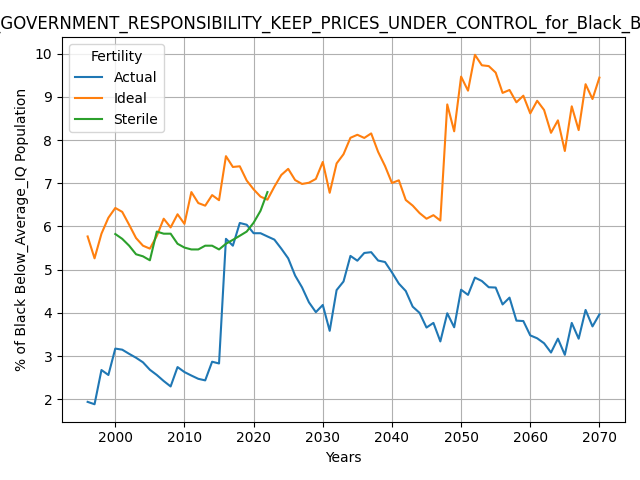 _GOVERNMENT_RESPONSIBILITY_KEEP_PRICES_UNDER_CONTROL_for_Black_B
Fertility
Actual
Ideal
Sterile
% of Black Below_Average_IQ Population
10
9
8
7
6
5
4
3
2
2000 2010 2020 2030 2040 2050 2060 2070
Years